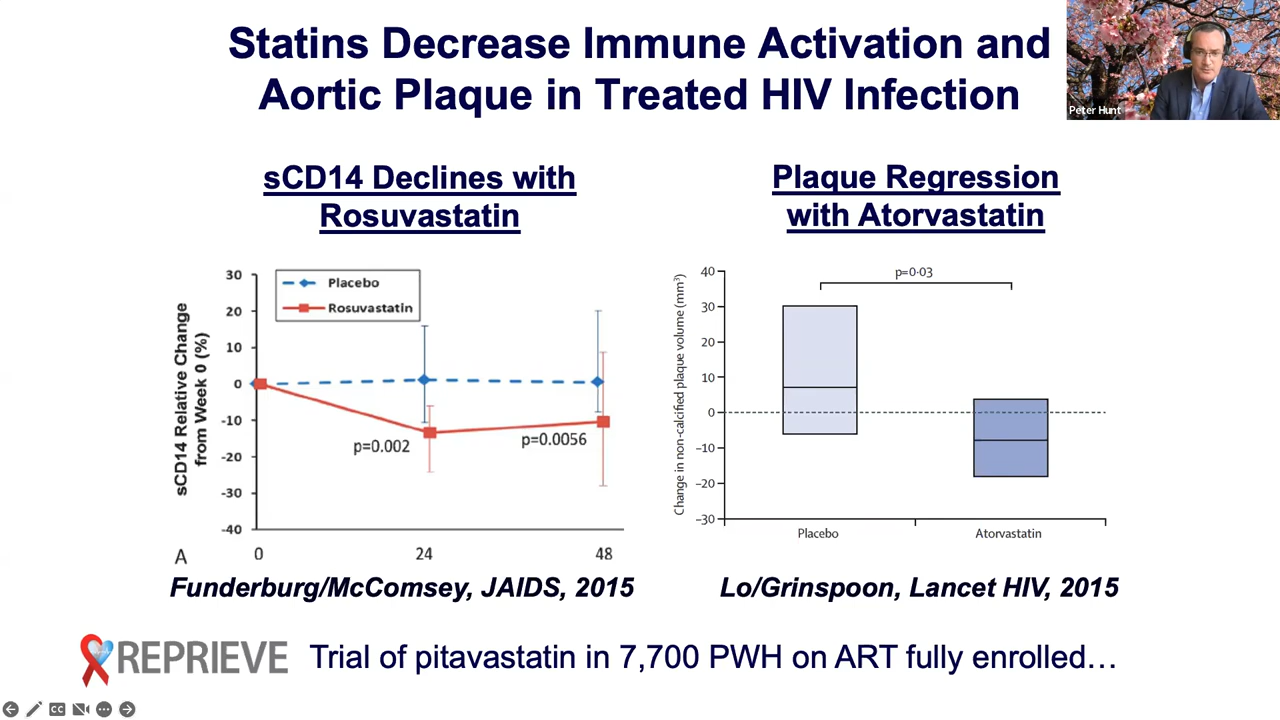 Statins Decrease Immune Activation and
Aortic Plaque in Treated HIV Infection
Peter Hunt
sCD14 Declines with
Rosuvastatin
Plaque Regression
with Atorvastatin
sCD14 Relative Change
from Week 0 (%)
30
20
10
0
-10
-20
-30
-40
Placebo
Rosuvastatin
p=0.002
p=0.0056
A
0
24
48
Change in non-calcified plaque volume (mm³)
40
30
20
10
0
−10
−20
−30
p=0·03
Placebo
Atorvastatin
Funderburg/McComsey, JAIDS, 2015
Lo/Grinspoon, Lancet HIV, 2015
REPRIEVE
Trial of pitavastatin in 7,700 PWH on ART fully enrolled…
CC